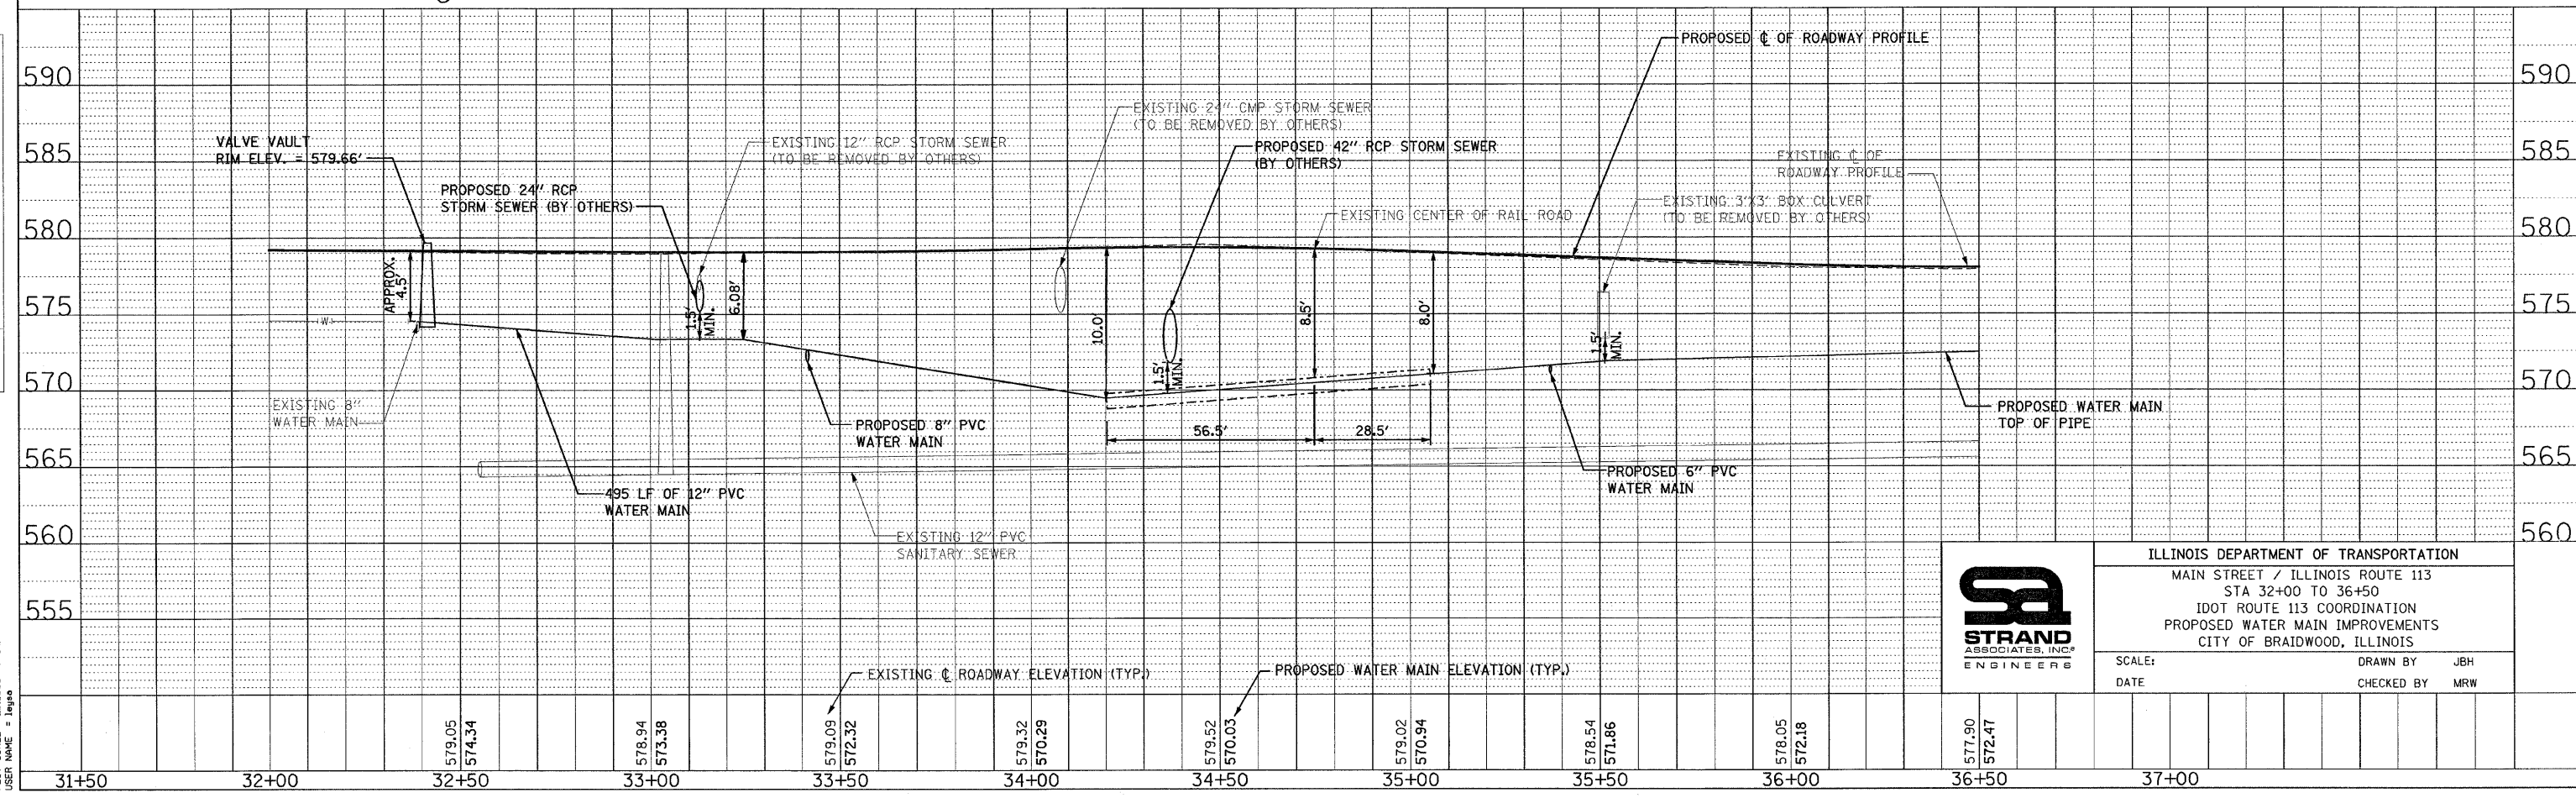 PROPOSED ℄ OF ROADWAY PROFILE
590
590
EXISTING 24" CMP STORM SEWER
(TO BE REMOVED BY OTHERS)
VALVE VAULT
RIM ELEV. = 579.66'
EXISTING 12" RCP STORM SEWER
(TO BE REMOVED BY OTHERS)
PROPOSED 42" RCP STORM SEWER
(BY OTHERS)
EXISTING ℄ OF
ROADWAY PROFILE
585
585
PROPOSED 24" RCP
STORM SEWER (BY OTHERS)
EXISTING 3'X3' BOX CULVERT
(TO BE REMOVED BY OTHERS)
EXISTING CENTER OF RAIL ROAD
580
580
APPROX.
4.5'
1.5'
MIN.
6.08'
10.0'
1.5'
MIN.
8.5'
8.0'
1.5'
MIN.
575
575
W
570
570
EXISTING 8"
WATER MAIN
PROPOSED 8" PVC
WATER MAIN
56.5'
28.5'
PROPOSED WATER MAIN
TOP OF PIPE
565
565
PROPOSED 6" PVC
WATER MAIN
495 LF OF 12" PVC
WATER MAIN
EXISTING 12" PVC
SANITARY SEWER
560
560
555
EXISTING ℄ ROADWAY ELEVATION (TYP.)
PROPOSED WATER MAIN ELEVATION (TYP.)
sa
STRAND
ASSOCIATES, INC.®
ENGINEERS
ILLINOIS DEPARTMENT OF TRANSPORTATION
MAIN STREET / ILLINOIS ROUTE 113
STA 32+00 TO 36+50
IDOT ROUTE 113 COORDINATION
PROPOSED WATER MAIN IMPROVEMENTS
CITY OF BRAIDWOOD, ILLINOIS
SCALE: DRAWN BY JBH
DATE CHECKED BY MRW
579.05
574.34
578.94
573.38
579.09
572.32
579.32
570.29
579.52
570.03
579.02
570.94
578.54
571.86
578.05
572.18
577.90
572.47
31+50 32+00 32+50 33+00 33+50 34+00 34+50 35+00 35+50 36+00 36+50 37+00
USER NAME = leysa